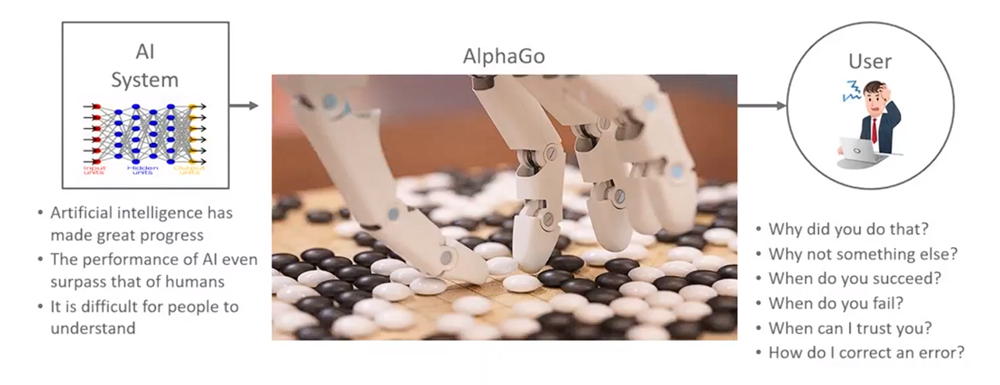 AI
System
Input
units
Hidden
units
Output
units
• Artificial intelligence has
made great progress
• The performance of AI even
surpass that of humans
• It is difficult for people to
understand
AlphaGo
User
• Why did you do that?
• Why not something else?
• When do you succeed?
• When do you fail?
• When can I trust you?
• How do I correct an error?